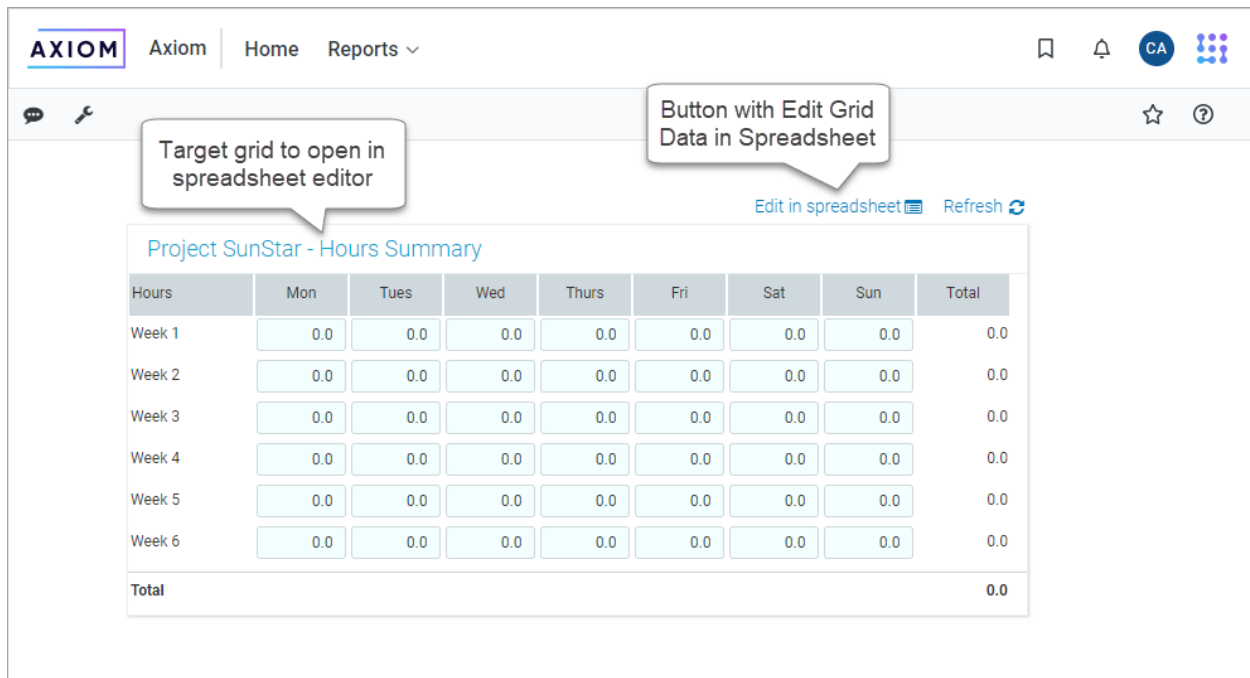 AXIOM Axiom Home Reports CA
Button with Edit Grid
Data in Spreadsheet
Target grid to open in
spreadsheet editor
Edit in spreadsheet Refresh
Project SunStar - Hours Summary
Hours Mon Tues Wed Thurs Fri Sat Sun Total
Week 1 0.0 0.0 0.0 0.0 0.0 0.0 0.0 0.0
Week 2 0.0 0.0 0.0 0.0 0.0 0.0 0.0 0.0
Week 3 0.0 0.0 0.0 0.0 0.0 0.0 0.0 0.0
Week 4 0.0 0.0 0.0 0.0 0.0 0.0 0.0 0.0
Week 5 0.0 0.0 0.0 0.0 0.0 0.0 0.0 0.0
Week 6 0.0 0.0 0.0 0.0 0.0 0.0 0.0 0.0
Total 0.0